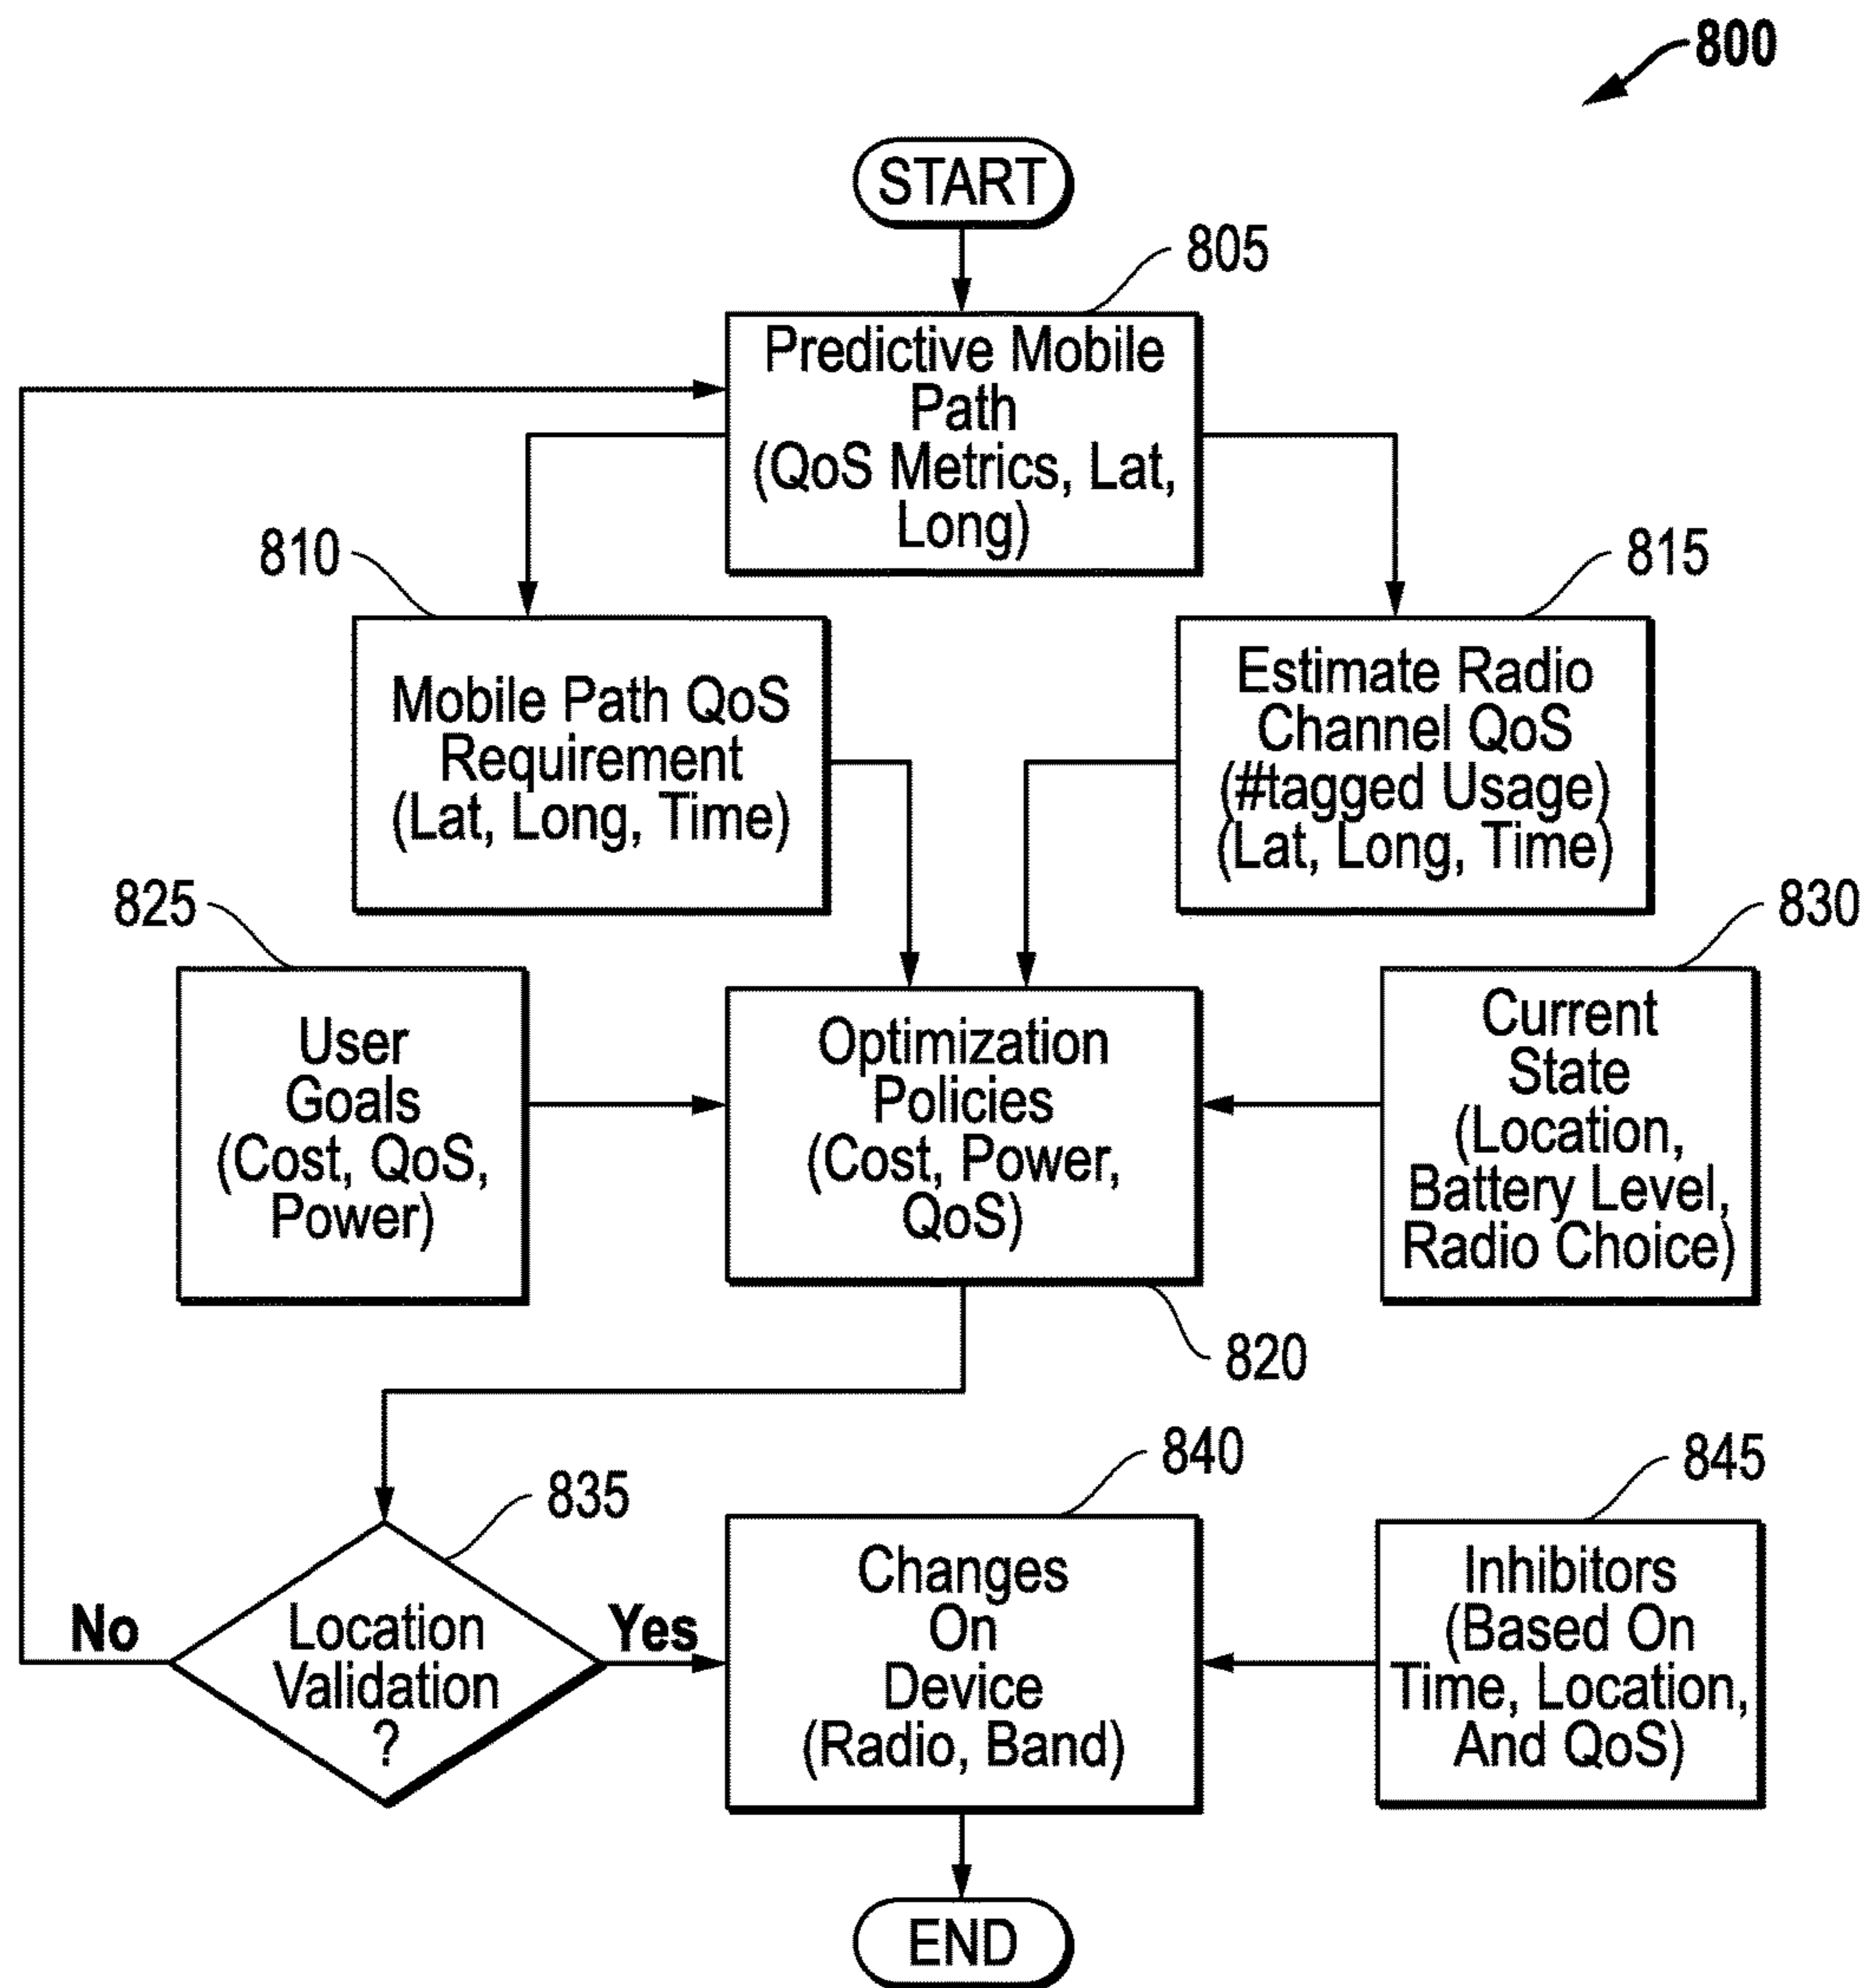 800
START
805
Predictive Mobile
Path
(QoS Metrics, Lat,
Long)
810
815
Mobile Path QoS
Requirement
(Lat, Long, Time)
Estimate Radio
Channel QoS
(#tagged Usage)
(Lat, Long, Time)
825
830
User
Goals
(Cost, QoS,
Power)
Optimization
Policies
(Cost, Power,
QoS)
Current
State
(Location,
Battery Level,
Radio Choice)
820
835
840
845
No
Location
Validation
?
Yes
Changes
On
Device
(Radio, Band)
Inhibitors
(Based On
Time, Location,
And QoS)
END